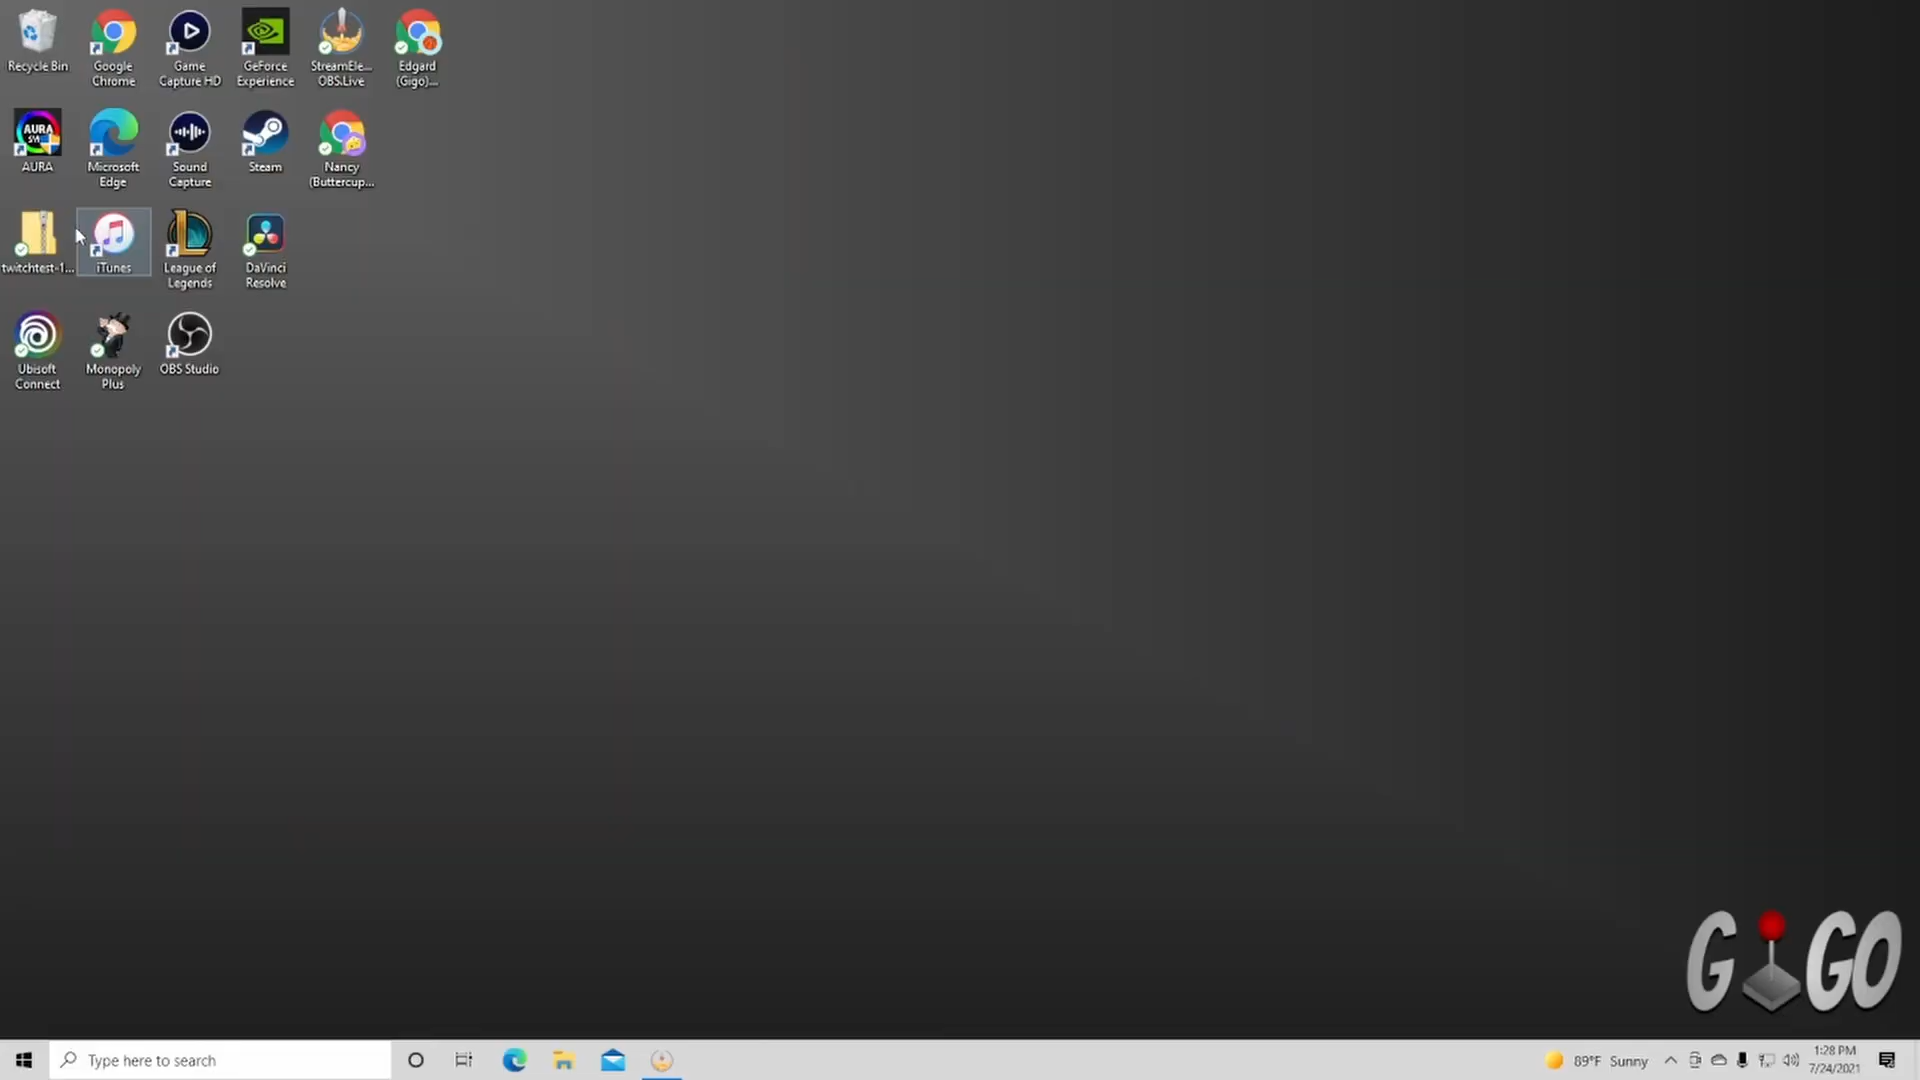 Recycle Bin
Google Chrome
Game Capture HD
GeForce Experience
StreamEle... OBS.Live
Edgard (Gigo)...
AURA
AURA
Microsoft Edge
Sound Capture
Steam
Nancy (Buttercup...
twitchtest-1...
iTunes
League of Legends
DaVinci Resolve
Ubisoft Connect
Monopoly Plus
OBS Studio
GIGO
Type here to search
89°F Sunny
1:28 PM
7/24/2021